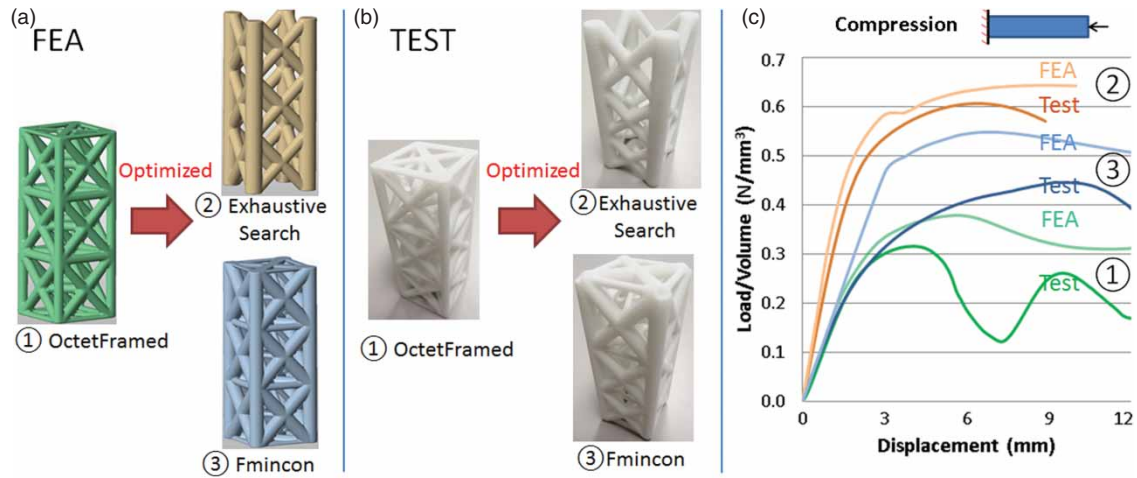 (a)
FEA
Optimized
② Exhaustive
Search
① OctetFramed
③ Fmincon
(b)
TEST
Optimized
② Exhaustive
Search
① OctetFramed
③ Fmincon
(c)
Compression
Load/Volume (N/mm³)
0.7
0.6
0.5
0.4
0.3
0.2
0.1
0.0
FEA
②
Test
FEA
③
Test
FEA
①
Test
0 3 6 9 12
Displacement (mm)